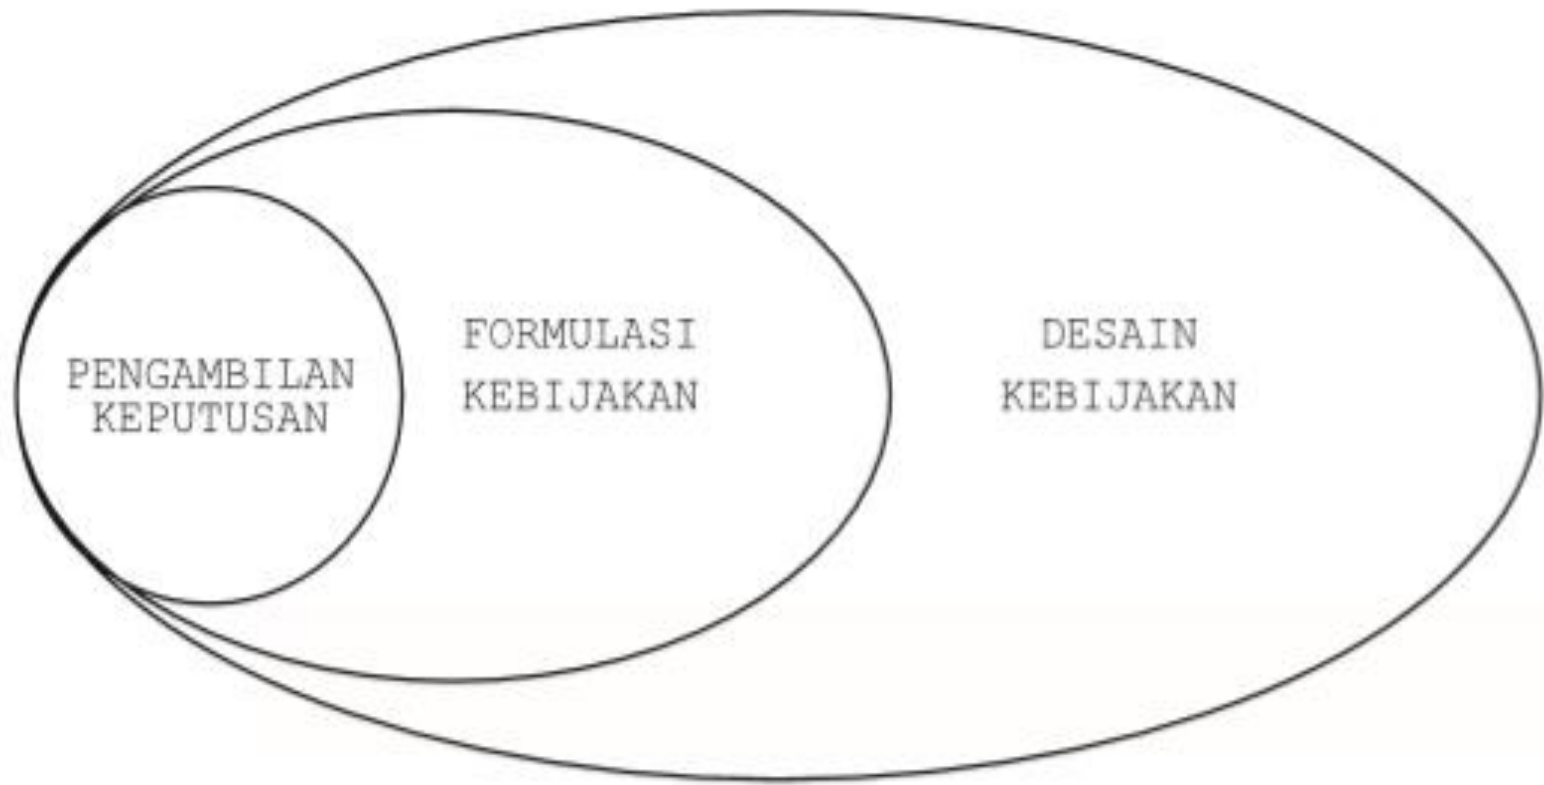 PENGAMBILAN
KEPUTUSAN
FORMULASI
KEBIJAKAN
DESAIN
KEBIJAKAN